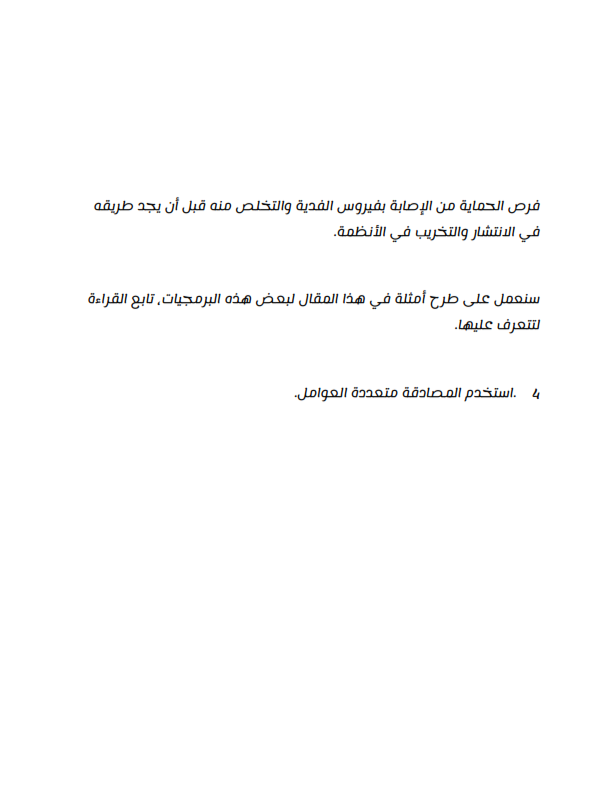 فرص الحماية من الإصابة بفيروس الفدية والتخلص منه قبل أن يجد طريقه
في الانتشار والتخريب في الأنظمة.
سنعمل على طرح أمثلة في هذا المقال لبعض هذه البرمجيات، تابع القراءة
لتتعرف عليها.
4 .استخدم المصادقة متعددة العوامل.